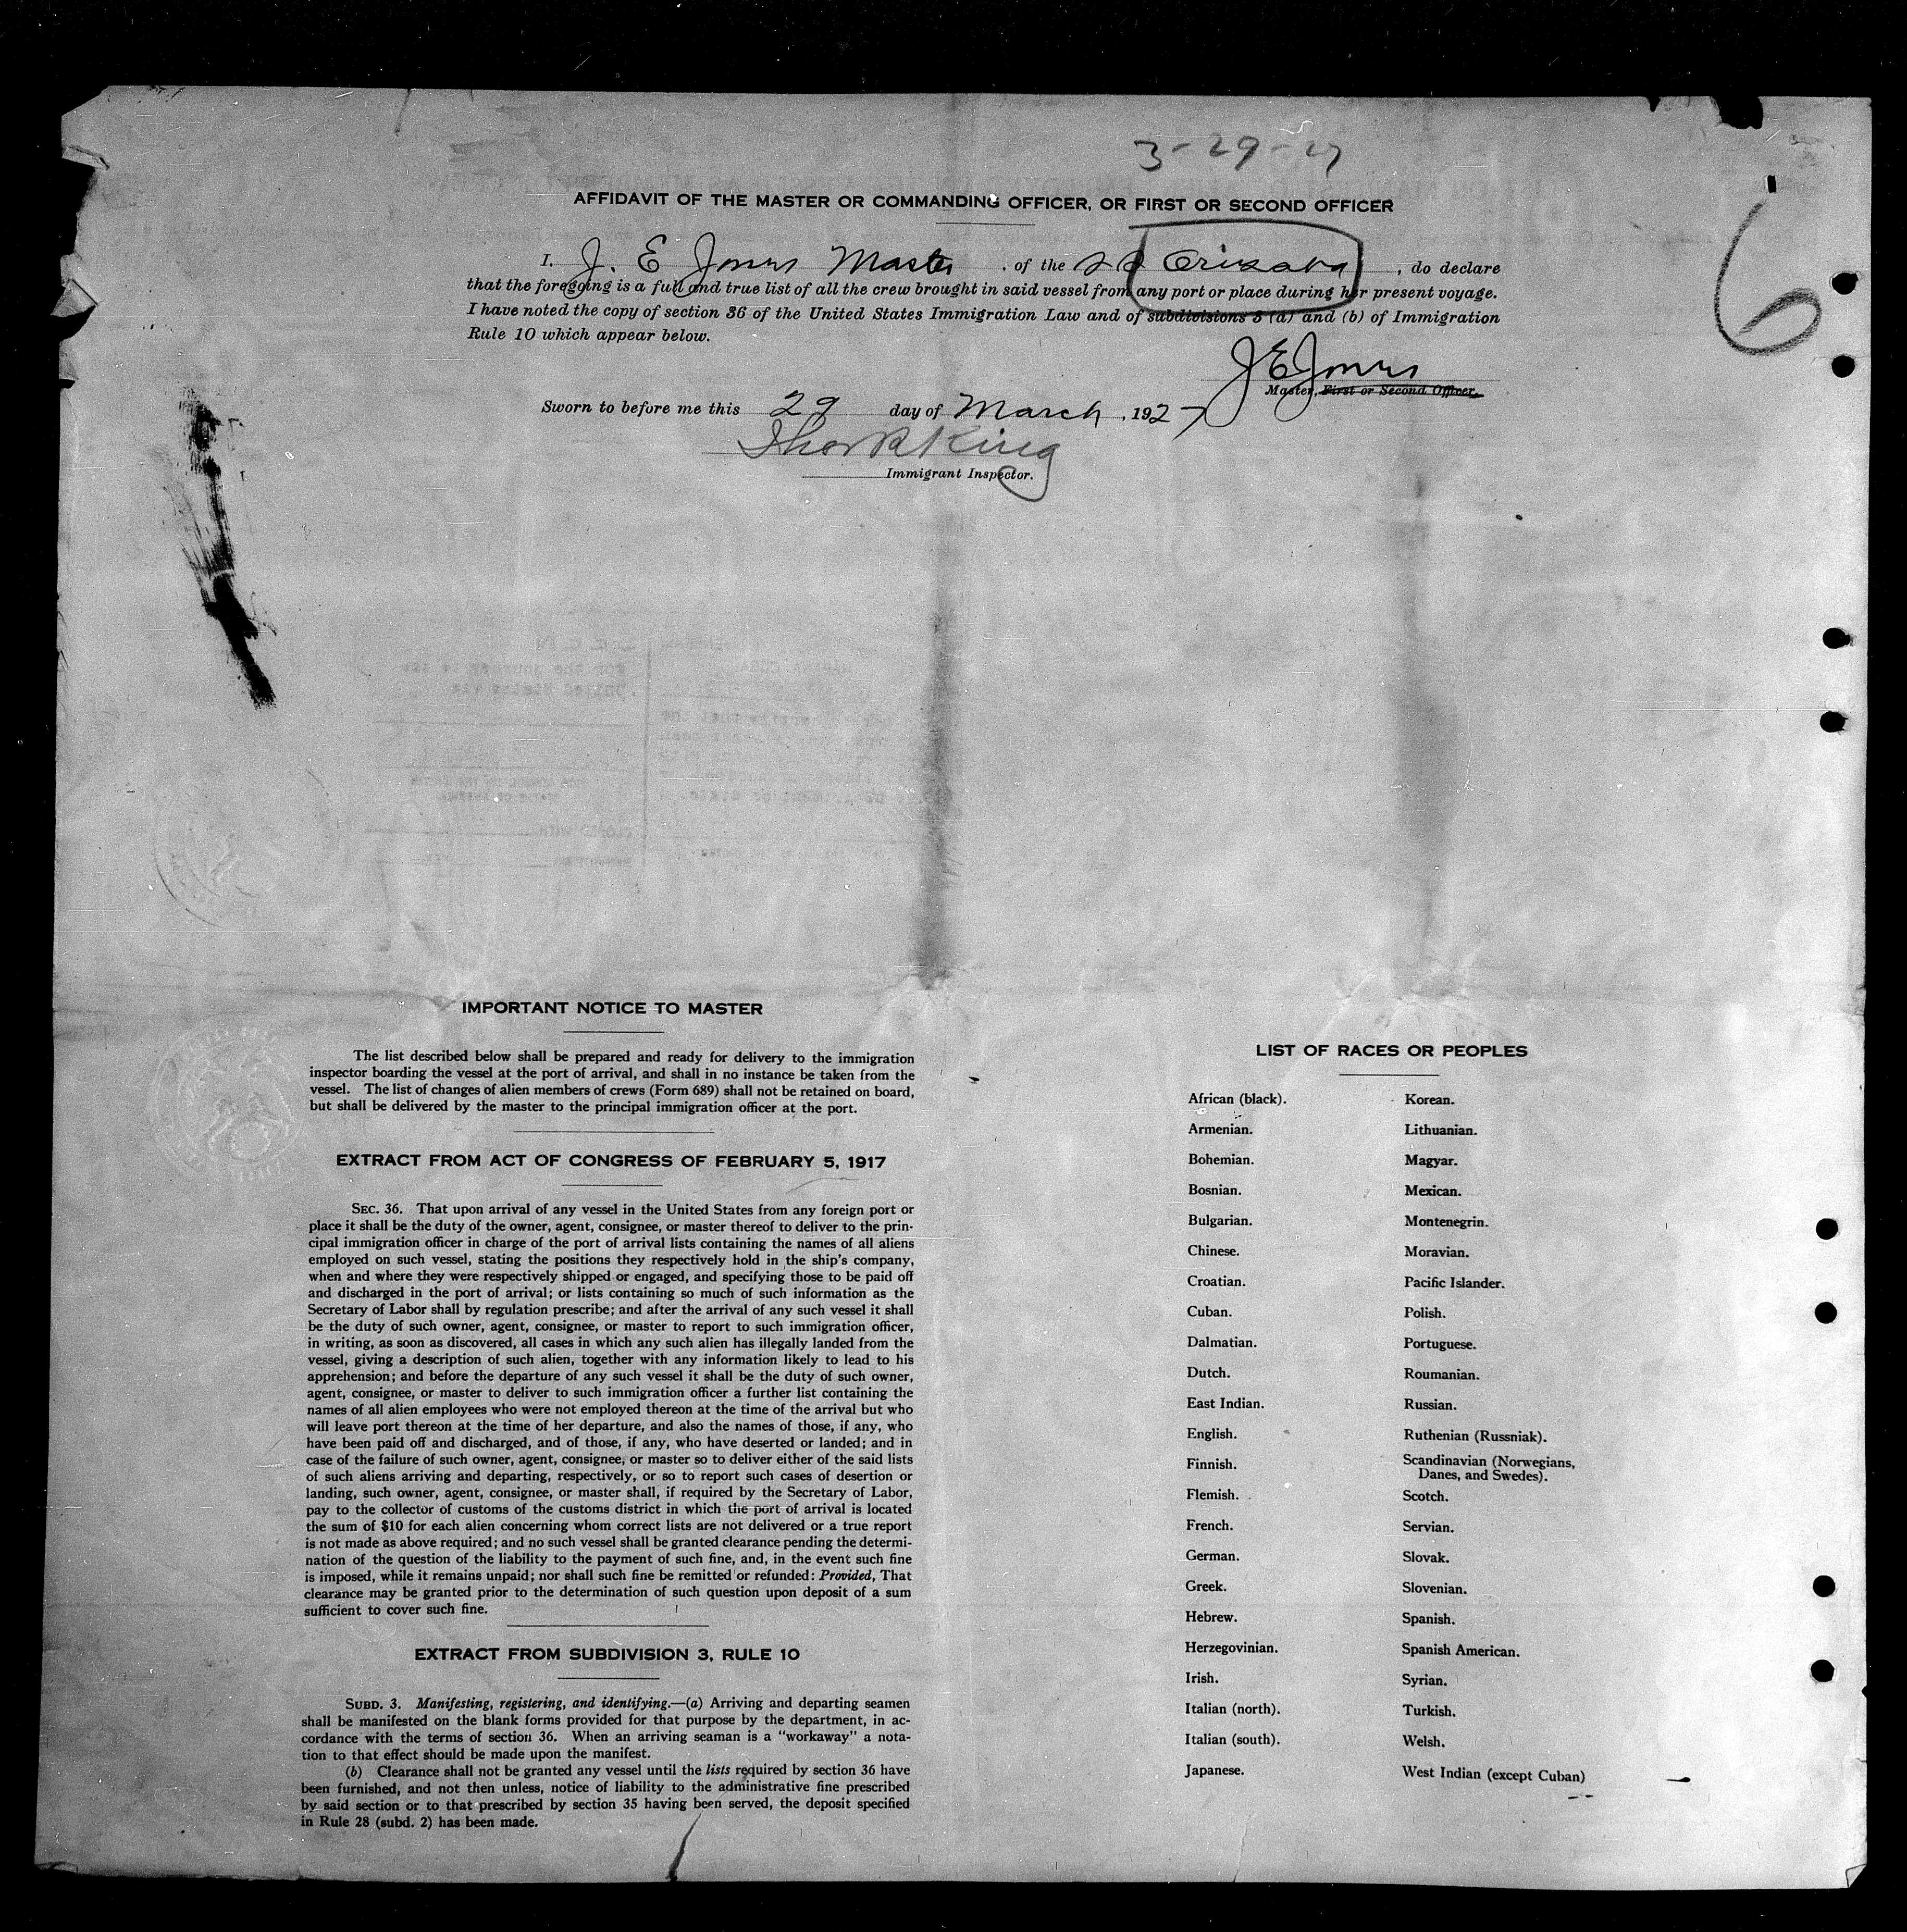 3-29-27
AFFIDAVIT OF THE MASTER OR COMMANDING OFFICER, OR FIRST OR SECOND OFFICER
6
I, J. E Jones Master, of the SS Orizaba, do declare
that the foregoing is a full and true list of all the crew brought in said vessel from any port or place during her present voyage.
I have noted the copy of section 36 of the United States Immigration Law and of subdivisions 3 (a) and (b) of Immigration
Rule 10 which appear below.
J E Jones
Master, First or Second Officer.
Sworn to before me this 29 day of March, 1927
King
Immigrant Inspector.
IMPORTANT NOTICE TO MASTER
The list described below shall be prepared and ready for delivery to the immigration
inspector boarding the vessel at the port of arrival, and shall in no instance be taken from the
vessel. The list of changes of alien members of crews (Form 689) shall not be retained on board,
but shall be delivered by the master to the principal immigration officer at the port.
EXTRACT FROM ACT OF CONGRESS OF FEBRUARY 5, 1917
SEC. 36. That upon arrival of any vessel in the United States from any foreign port or
place it shall be the duty of the owner, agent, consignee, or master thereof to deliver to the prin-
cipal immigration officer in charge of the port of arrival lists containing the names of all aliens
employed on such vessel, stating the positions they respectively hold in the ship's company,
when and where they were respectively shipped or engaged, and specifying those to be paid off
and discharged in the port of arrival; or lists containing so much of such information as the
Secretary of Labor shall by regulation prescribe; and after the arrival of any such vessel it shall
be the duty of such owner, agent, consignee, or master to report to such immigration officer,
in writing, as soon as discovered, all cases in which any such alien has illegally landed from the
vessel, giving a description of such alien, together with any information likely to lead to his
apprehension; and before the departure of any such vessel it shall be the duty of such owner,
agent, consignee, or master to deliver to such immigration officer a further list containing the
names of all alien employees who were not employed thereon at the time of the arrival but who
will leave port thereon at the time of her departure, and also the names of those, if any, who
have been paid off and discharged, and of those, if any, who have deserted or landed; and in
case of the failure of such owner, agent, consignee, or master so to deliver either of the said lists
of such aliens arriving and departing, respectively, or so to report such cases of desertion or
landing, such owner, agent, consignee, or master shall, if required by the Secretary of Labor,
pay to the collector of customs of the customs district in which the port of arrival is located
the sum of $10 for each alien concerning whom correct lists are not delivered or a true report
is not made as above required; and no such vessel shall be granted clearance pending the determi-
nation of the question of the liability to the payment of such fine, and, in the event such fine
is imposed, while it remains unpaid; nor shall such fine be remitted or refunded: Provided, That
clearance may be granted prior to the determination of such question upon deposit of a sum
sufficient to cover such fine.
EXTRACT FROM SUBDIVISION 3, RULE 10
SUBD. 3. Manifesting, registering, and identifying.—(a) Arriving and departing seamen
shall be manifested on the blank forms provided for that purpose by the department, in ac-
cordance with the terms of section 36. When an arriving seaman is a "workaway" a nota-
tion to that effect should be made upon the manifest.
(b) Clearance shall not be granted any vessel until the lists required by section 36 have
been furnished, and not then unless, notice of liability to the administrative fine prescribed
by said section or to that prescribed by section 35 having been served, the deposit specified
in Rule 28 (subd. 2) has been made.
LIST OF RACES OR PEOPLES
African (black).
Armenian.
Bohemian.
Bosnian.
Bulgarian.
Chinese.
Croatian.
Cuban.
Dalmatian.
Dutch.
East Indian.
English.
Finnish.
Flemish.
French.
German.
Greek.
Hebrew.
Herzegovinian.
Irish.
Italian (north).
Italian (south).
Japanese.
Korean.
Lithuanian.
Magyar.
Mexican.
Montenegrin.
Moravian.
Pacific Islander.
Polish.
Portuguese.
Roumanian.
Russian.
Ruthenian (Russniak).
Scandinavian (Norwegians,
Danes, and Swedes).
Scotch.
Servian.
Slovak.
Slovenian.
Spanish.
Spanish American.
Syrian.
Turkish.
Welsh.
West Indian (except Cuban)